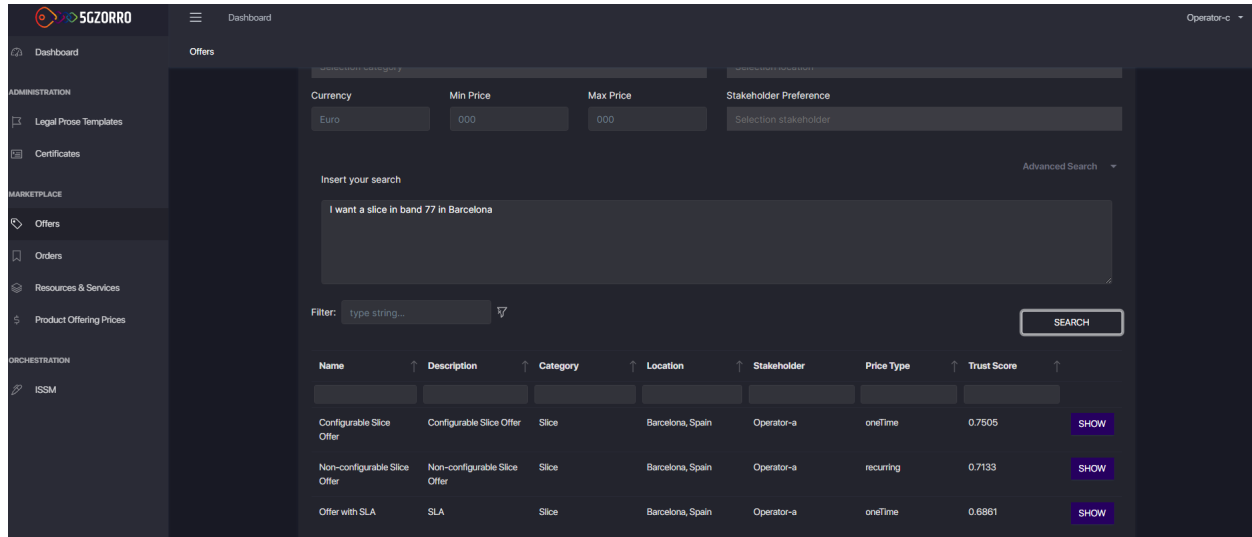 5GZORRO
Dashboard
Operator-c
Dashboard
Offers
ADMINISTRATION
Legal Prose Templates
Certificates
MARKETPLACE
Offers
Orders
Resources & Services
Product Offering Prices
ORCHESTRATION
ISSM
Selection category
Selection location
Currency
Min Price
Max Price
Stakeholder Preference
Euro
000
000
Selection stakeholder
Advanced Search
Insert your search
I want a slice in band 77 in Barcelona
Filter: type string...
SEARCH
Name Description Category Location Stakeholder Price Type Trust Score
Configurable Slice Configurable Slice Offer Slice Barcelona, Spain Operator-a oneTime 0.7505 SHOW
Offer
Non-configurable Slice Non-configurable Slice Slice Barcelona, Spain Operator-a recurring 0.7133 SHOW
Offer Offer
Offer with SLA SLA Slice Barcelona, Spain Operator-a oneTime 0.6861 SHOW